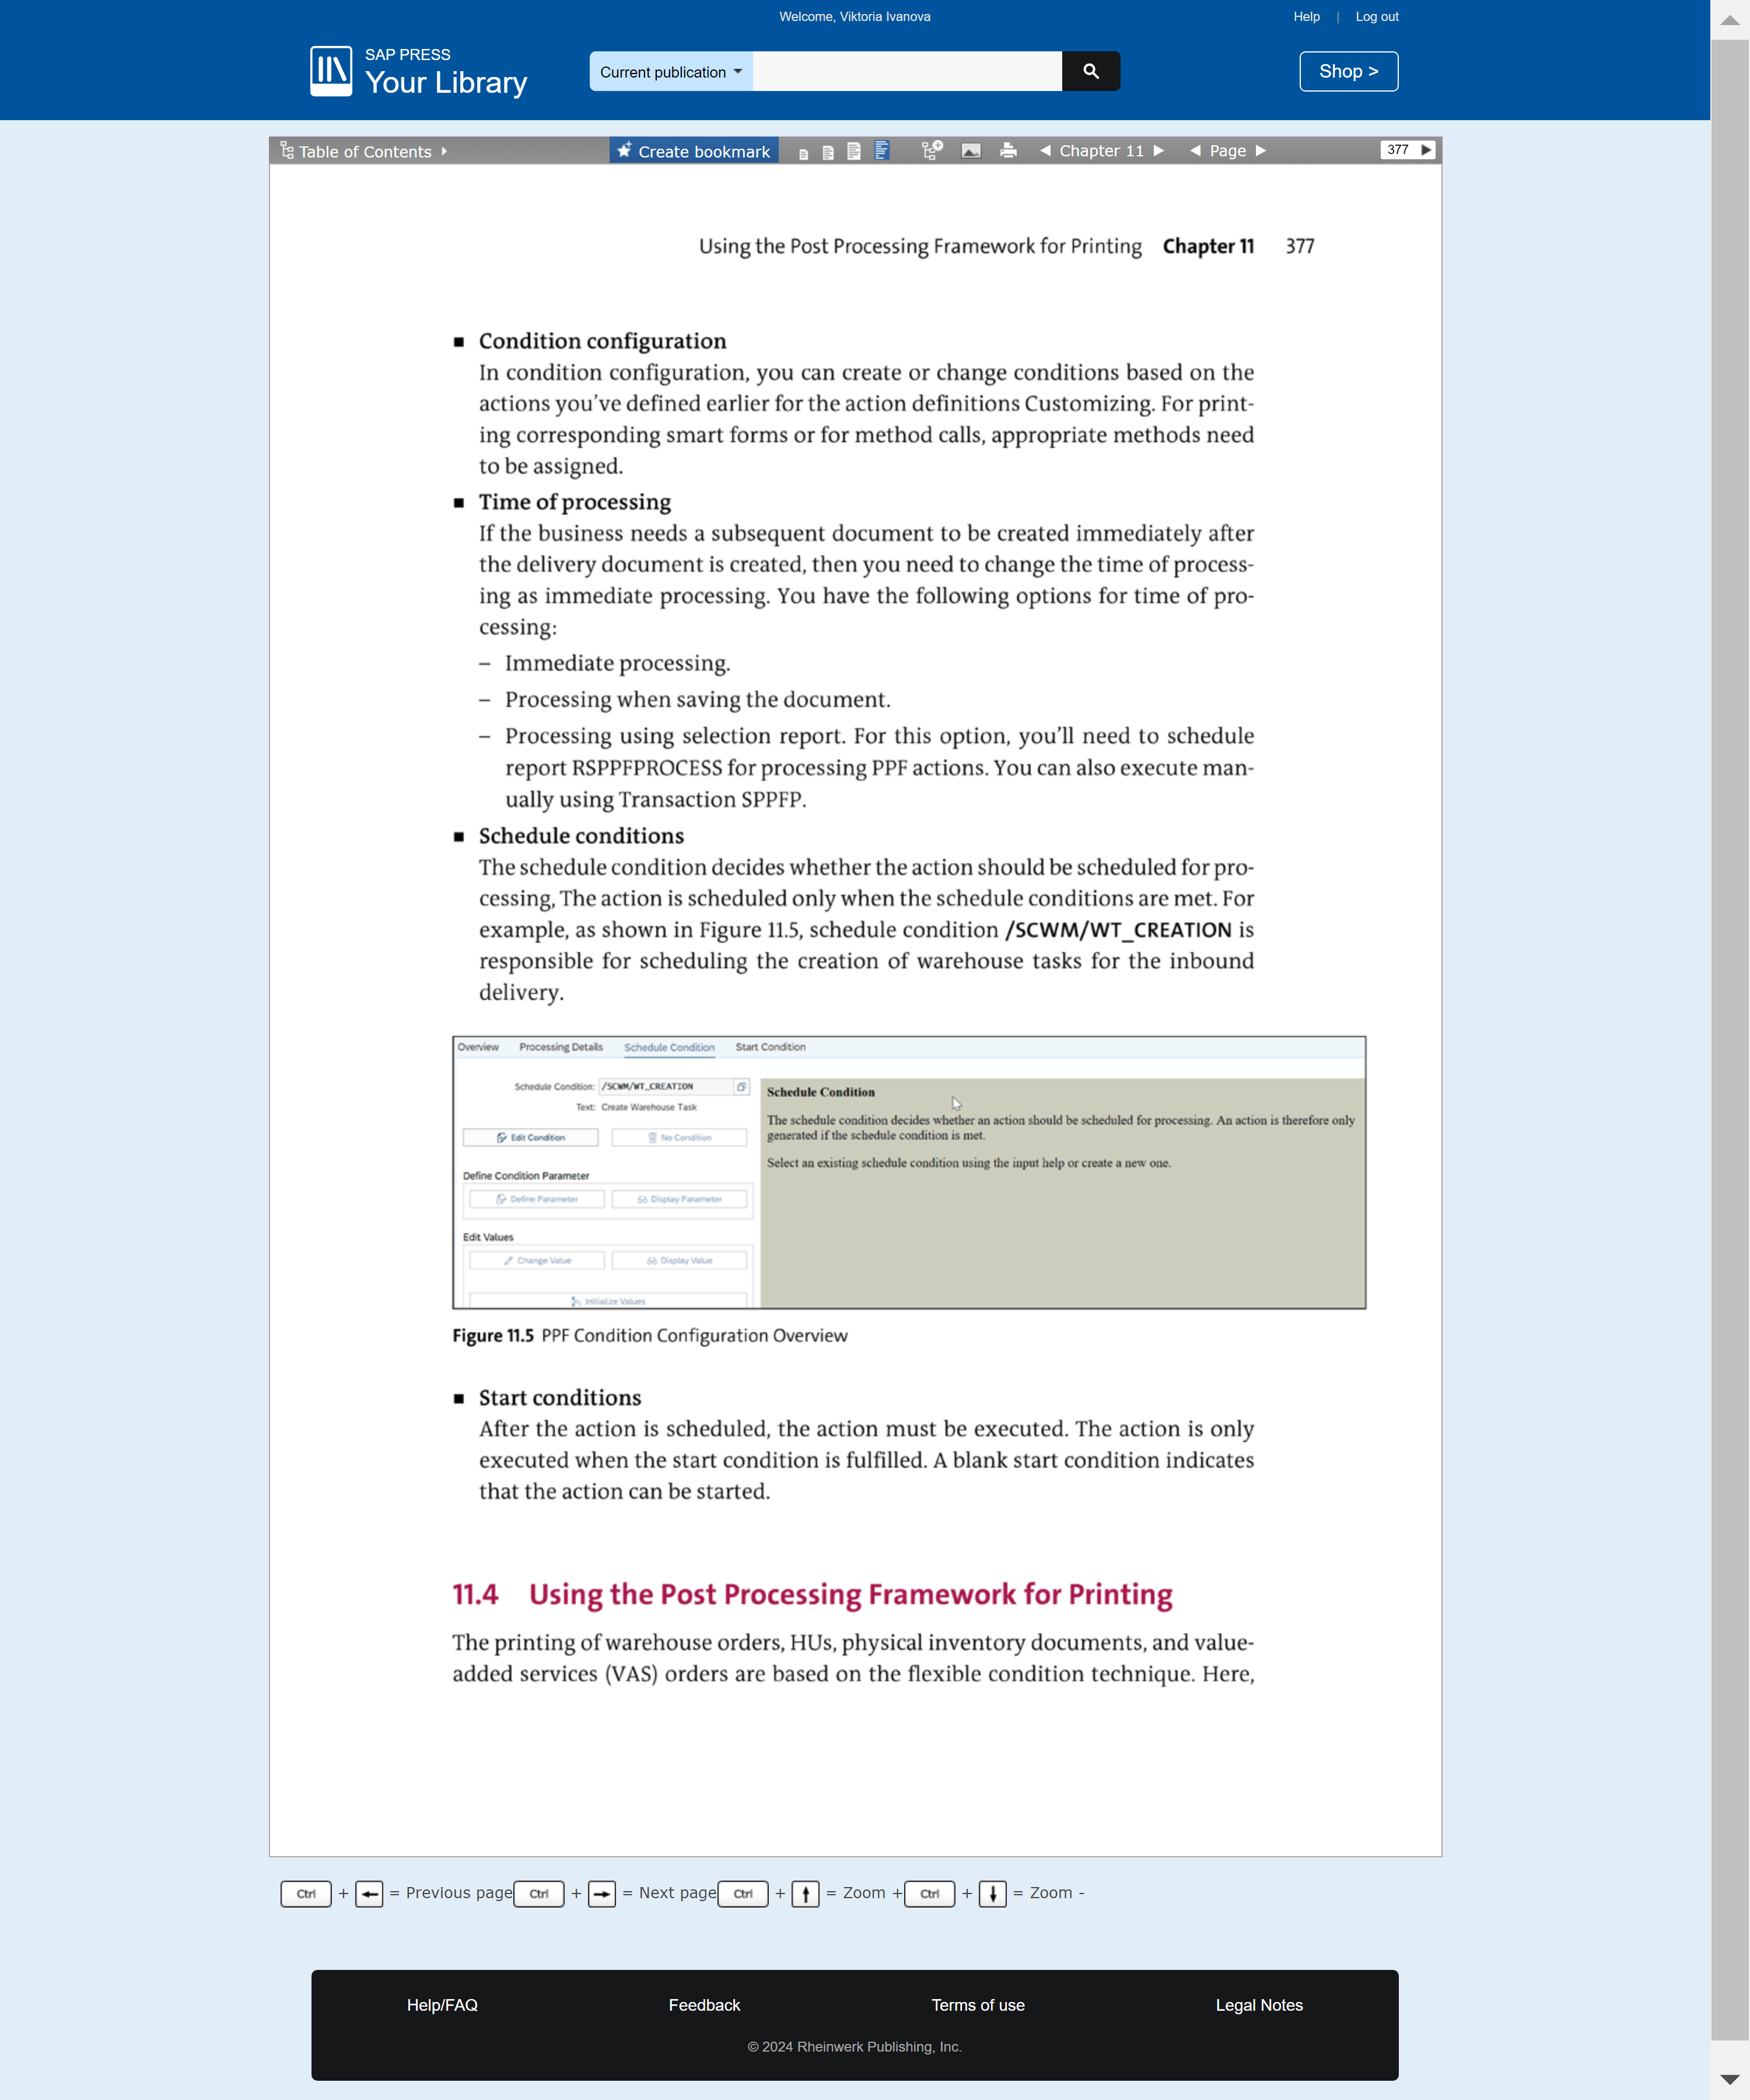 Welcome, Viktoria Ivanova
Help | Log out
SAP PRESS
Your Library
Current publication
Shop >
Table of Contents
Create bookmark
Chapter 11
Page
377
Using the Post Processing Framework for Printing Chapter 11 377
■ Condition configuration
In condition configuration, you can create or change conditions based on the
actions you've defined earlier for the action definitions Customizing. For print-
ing corresponding smart forms or for method calls, appropriate methods need
to be assigned.
■ Time of processing
If the business needs a subsequent document to be created immediately after
the delivery document is created, then you need to change the time of process-
ing as immediate processing. You have the following options for time of pro-
cessing:
– Immediate processing.
– Processing when saving the document.
– Processing using selection report. For this option, you'll need to schedule
report RSPPFPROCESS for processing PPF actions. You can also execute man-
ually using Transaction SPPFP.
■ Schedule conditions
The schedule condition decides whether the action should be scheduled for pro-
cessing, The action is scheduled only when the schedule conditions are met. For
example, as shown in Figure 11.5, schedule condition /SCWM/WT_CREATION is
responsible for scheduling the creation of warehouse tasks for the inbound
delivery.
Overview Processing Details Schedule Condition Start Condition
Schedule Condition: /SCWM/WT_CREATION
Text: Create Warehouse Task
Edit Condition No Condition
Define Condition Parameter
Define Parameter Display Parameter
Edit Values
Change Value Display Value
Initialize Values
Schedule Condition
The schedule condition decides whether an action should be scheduled for processing. An action is therefore only
generated if the schedule condition is met.
Select an existing schedule condition using the input help or create a new one.
Figure 11.5 PPF Condition Configuration Overview
■ Start conditions
After the action is scheduled, the action must be executed. The action is only
executed when the start condition is fulfilled. A blank start condition indicates
that the action can be started.
11.4 Using the Post Processing Framework for Printing
The printing of warehouse orders, HUs, physical inventory documents, and value-
added services (VAS) orders are based on the flexible condition technique. Here,
Ctrl + ← = Previous page Ctrl + → = Next page Ctrl + ↑ = Zoom + Ctrl + ↓ = Zoom -
Help/FAQ Feedback Terms of use Legal Notes
© 2024 Rheinwerk Publishing, Inc.